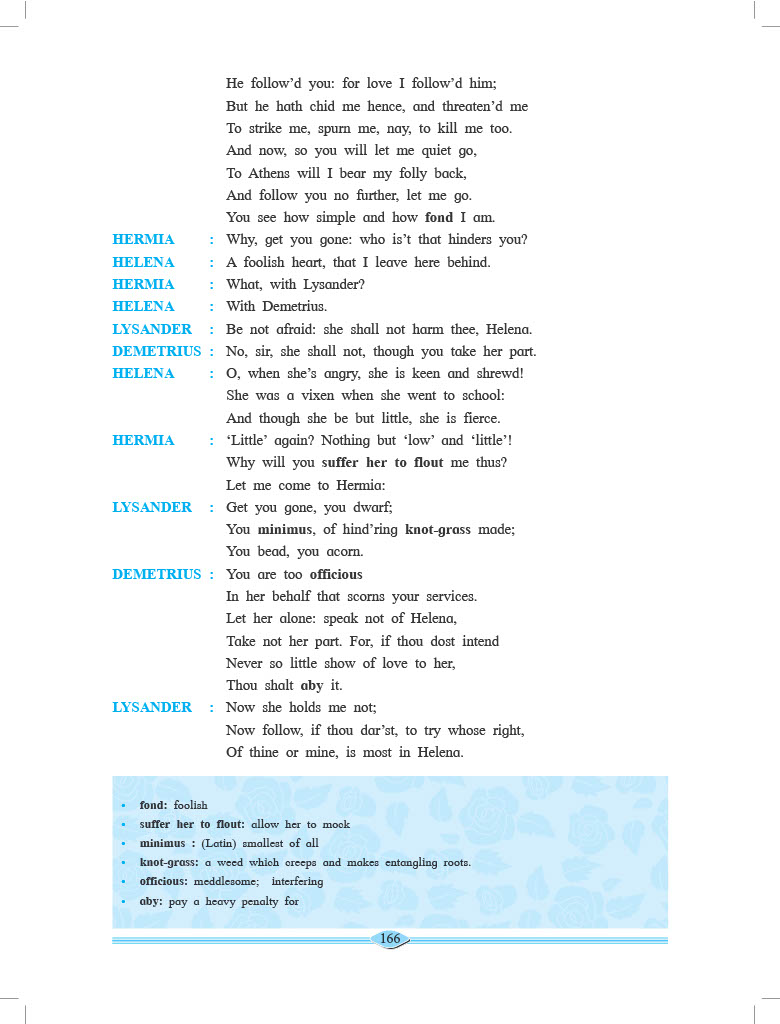 He follow’d you: for love I follow’d him;
But he hath chid me hence, and threaten’d me
To strike me, spurn me, nay, to kill me too.
And now, so you will let me quiet go,
To Athens will I bear my folly back,
And follow you no further, let me go.
You see how simple and how fond I am.
HERMIA : Why, get you gone: who is’t that hinders you?
HELENA : A foolish heart, that I leave here behind.
HERMIA : What, with Lysander?
HELENA : With Demetrius.
LYSANDER : Be not afraid: she shall not harm thee, Helena.
DEMETRIUS : No, sir, she shall not, though you take her part.
HELENA : O, when she’s angry, she is keen and shrewd!
She was a vixen when she went to school:
And though she be but little, she is fierce.
HERMIA : ‘Little’ again? Nothing but ‘low’ and ‘little’!
Why will you suffer her to flout me thus?
Let me come to Hermia:
LYSANDER : Get you gone, you dwarf;
You minimus, of hind’ring knot-grass made;
You bead, you acorn.
DEMETRIUS : You are too officious
In her behalf that scorns your services.
Let her alone: speak not of Helena,
Take not her part. For, if thou dost intend
Never so little show of love to her,
Thou shalt aby it.
LYSANDER : Now she holds me not;
Now follow, if thou dar’st, to try whose right,
Of thine or mine, is most in Helena.
• fond: foolish
• suffer her to flout: allow her to mock
• minimus : (Latin) smallest of all
• knot-grass: a weed which creeps and makes entangling roots.
• officious: meddlesome; interfering
• aby: pay a heavy penalty for
166